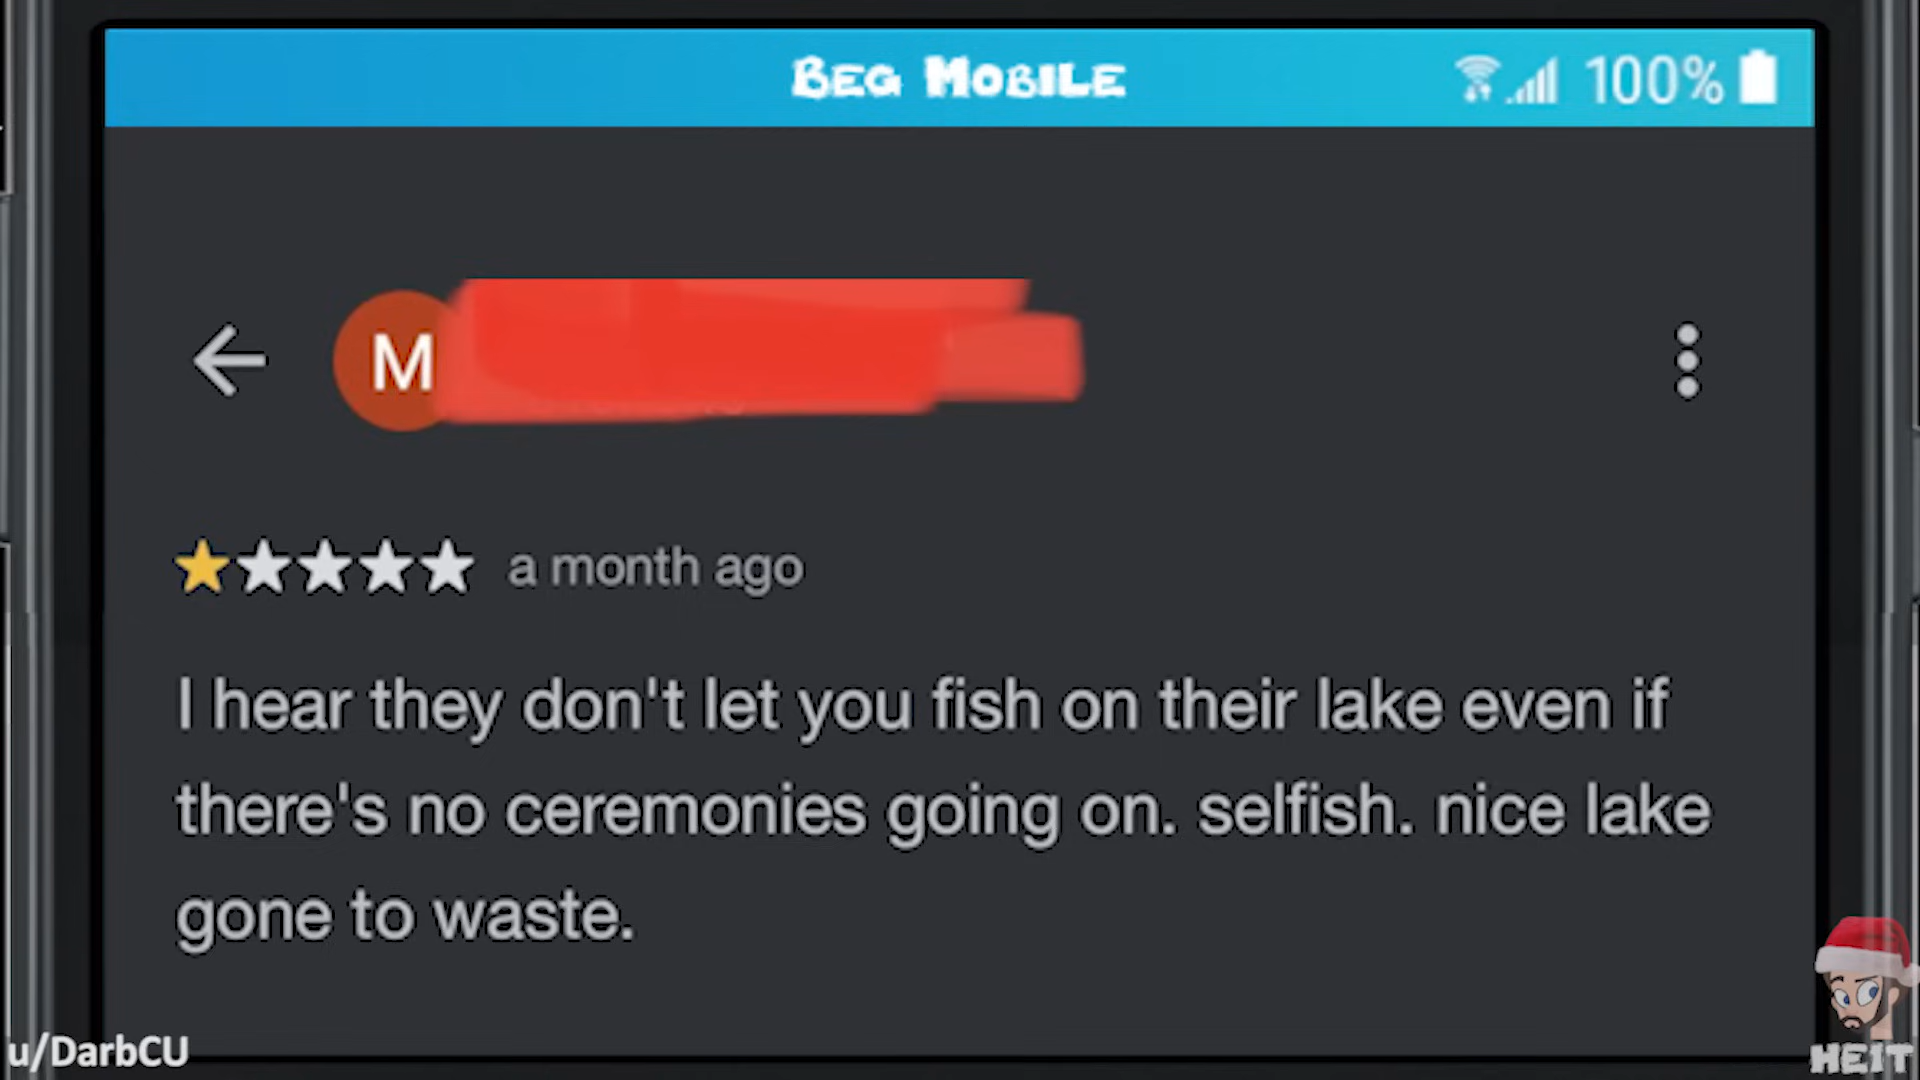 Beg Mobile
100%
M
a month ago
I hear they don't let you fish on their lake even if
there's no ceremonies going on. selfish. nice lake
gone to waste.
u/DarbCU
HEIT